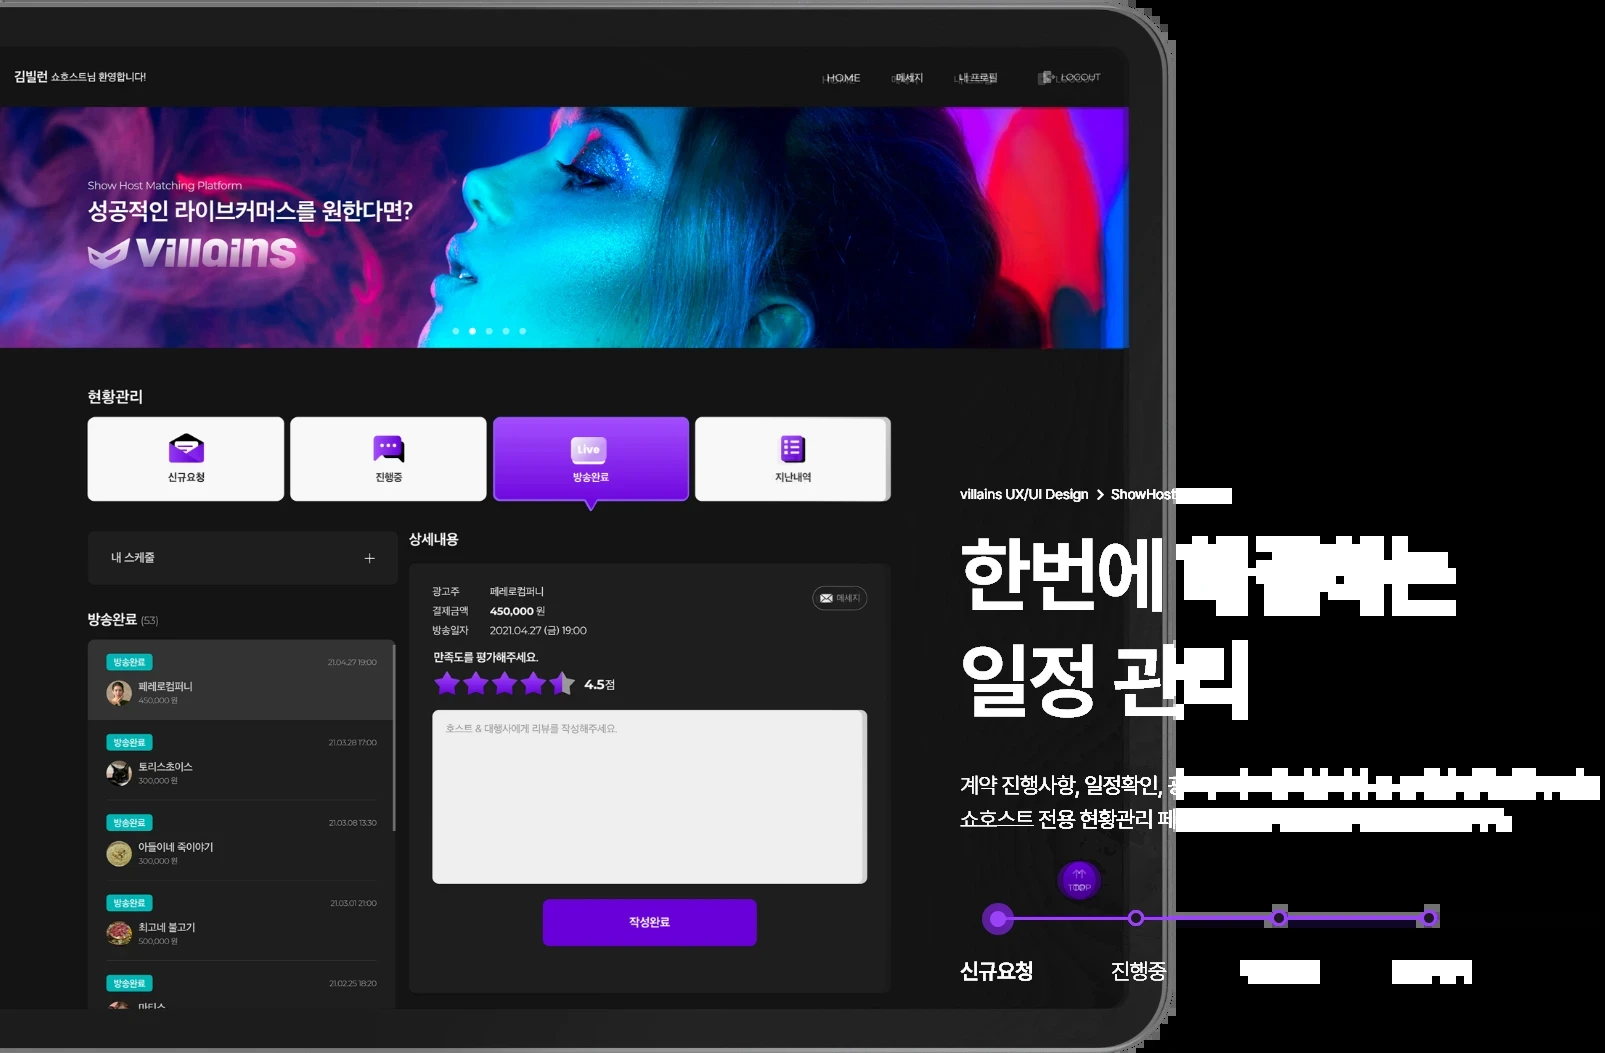 김빌런 쇼호스트님 환영합니다!
HOME 메세지 내 프로필 LOGOUT
Show Host Matching Platform
성공적인 라이브커머스를 원한다면?
villains
현황관리
신규요청
진행중
Live
방송완료
지난내역
내 스케줄 +
방송완료 (53)
방송완료 21.04.27 19:00
페레로컴퍼니
450,000 원
방송완료 21.03.28 17:00
토리스초이스
300,000 원
방송완료 21.03.08 13:30
아들이네 죽이야기
300,000 원
방송완료 21.03.01 21:00
최고네 불고기
500,000 원
방송완료 21.02.25 18:20
상세내용
광고주 페레로컴퍼니
메세지
결제금액 450,000 원
방송일자 2021.04.27 (금) 19:00
만족도를 평가해주세요.
4.5점
호스트 & 대행사에게 리뷰를 작성해주세요.
작성완료
villains UX/UI Design > ShowHost
한번에
일정 관리
계약 진행사항, 일정확인,
쇼호스트 전용 현황관리
TOP
신규요청 진행중